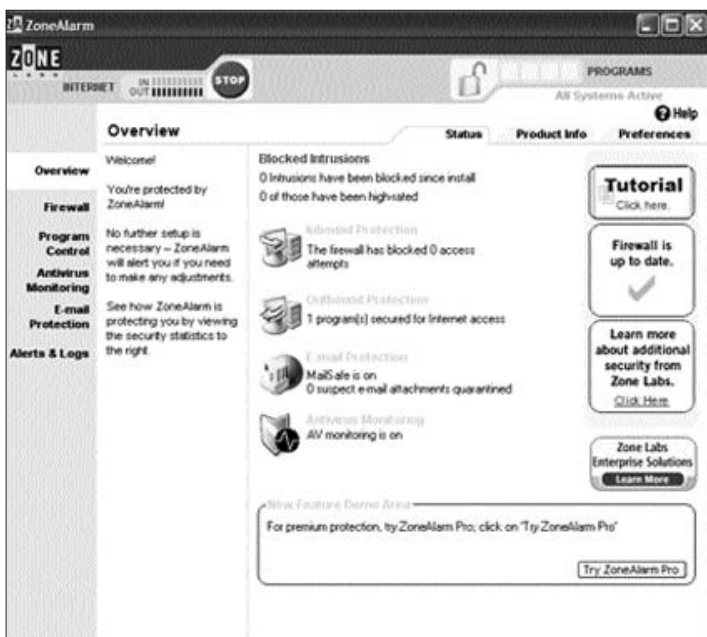 ZoneAlarm
ZONE
LABS
INTERNET
IN
OUT
STOP
PROGRAMS
All Systems Active
Help
Overview
Status
Product Info
Preferences
Overview
Firewall
Program
Control
Antivirus
Monitoring
E-mail
Protection
Alerts & Logs
Welcome!
You're protected by
ZoneAlarm!
No further setup is
necessary -- ZoneAlarm
will alert you if you need
to make any adjustments.
See how ZoneAlarm is
protecting you by viewing
the security statistics to
the right.
Blocked Intrusions
0 Intrusions have been blocked since install
0 of those have been high-rated
Inbound Protection
The firewall has blocked 0 access
attempts
Outbound Protection
1 program(s) secured for Internet access
E-mail Protection
MailSafe is on
0 suspect e-mail attachments quarantined
Antivirus Monitoring
AV monitoring is on
Tutorial
Click here.
Firewall is
up to date.
Learn more
about additional
security from
Zone Labs.
Click Here
Zone Labs
Enterprise Solutions
Learn More
New Feature Demo Area
For premium protection, try ZoneAlarm Pro; click on 'Try ZoneAlarm Pro'
Try ZoneAlarm Pro